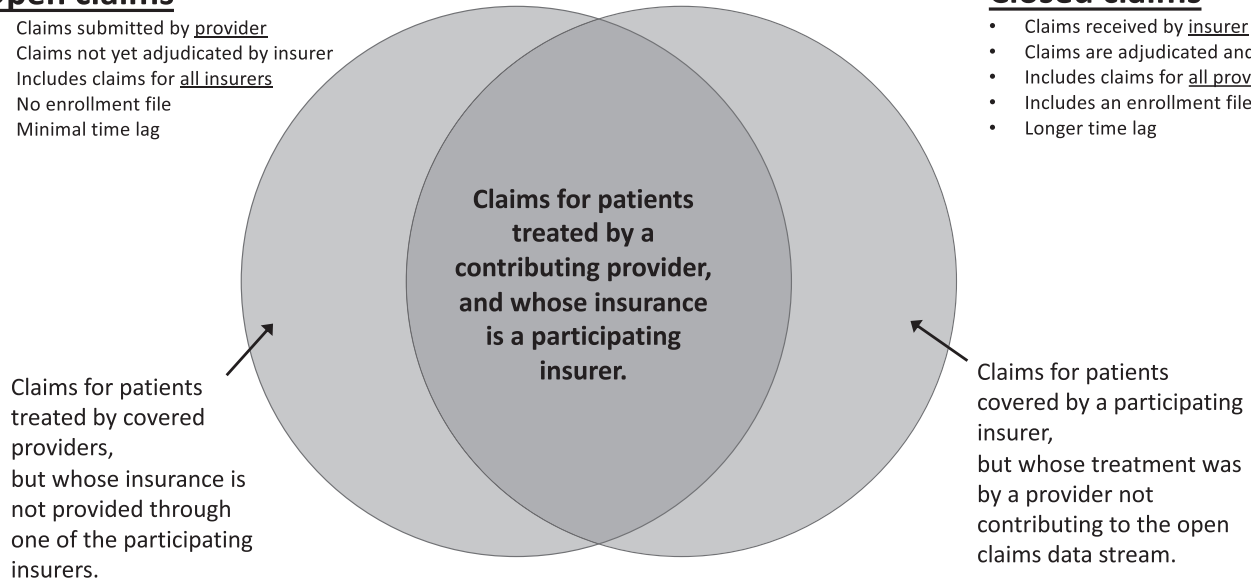 Open claims
Claims submitted by provider
Claims not yet adjudicated by insurer
Includes claims for all insurers
No enrollment file
Minimal time lag
Closed claims
• Claims received by insurer
• Claims are adjudicated and
• Includes claims for all prov
• Includes an enrollment file
• Longer time lag
Claims for patients
treated by a
contributing provider,
and whose insurance
is a participating
insurer.
Claims for patients
treated by covered
providers,
but whose insurance is
not provided through
one of the participating
insurers.
Claims for patients
covered by a participating
insurer,
but whose treatment was
by a provider not
contributing to the open
claims data stream.